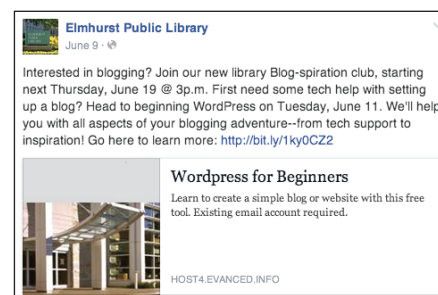 Elmhurst Public Library
June 9 ·
Interested in blogging? Join our new library Blog-spiration club, starting
next Thursday, June 19 @ 3p.m. First need some tech help with setting
up a blog? Head to beginning WordPress on Tuesday, June 11. We'll help
you with all aspects of your blogging adventure--from tech support to
inspiration! Go here to learn more: http://bit.ly/1ky0CZ2
Wordpress for Beginners
Learn to create a simple blog or website with this free
tool. Existing email account required.
HOST4.EVANCED.INFO